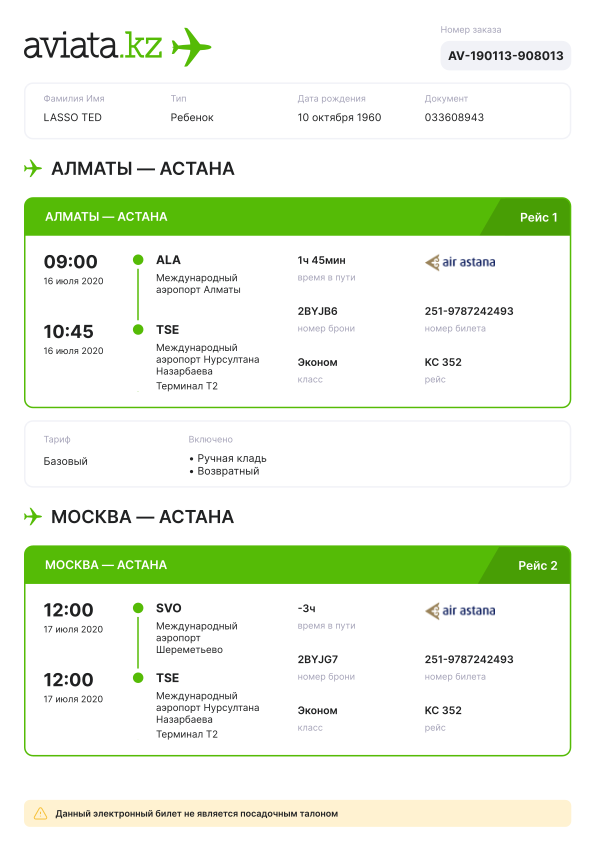 aviata.kz
Номер заказа
AV-190113-908013
Фамилия Имя
LASSO TED
Тип
Ребенок
Дата рождения
10 октября 1960
Документ
033608943
АЛМАТЫ — АСТАНА
АЛМАТЫ — АСТАНА
Рейс 1
09:00
16 июля 2020
ALA
Международный
аэропорт Алматы
10:45
16 июля 2020
TSE
Международный
аэропорт Нурсултана
Назарбаева
Терминал T2
1ч 45мин
время в пути
air astana
2BYJB6
номер брони
251-9787242493
номер билета
Эконом
класс
KC 352
рейс
Тариф
Базовый
Включено
• Ручная кладь
• Возвратный
МОСКВА — АСТАНА
МОСКВА — АСТАНА
Рейс 2
12:00
17 июля 2020
SVO
Международный
аэропорт
Шереметьево
12:00
17 июля 2020
TSE
Международный
аэропорт Нурсултана
Назарбаева
Терминал T2
-3ч
время в пути
air astana
2BYJG7
номер брони
251-9787242493
номер билета
Эконом
класс
KC 352
рейс
Данный электронный билет не является посадочным талоном